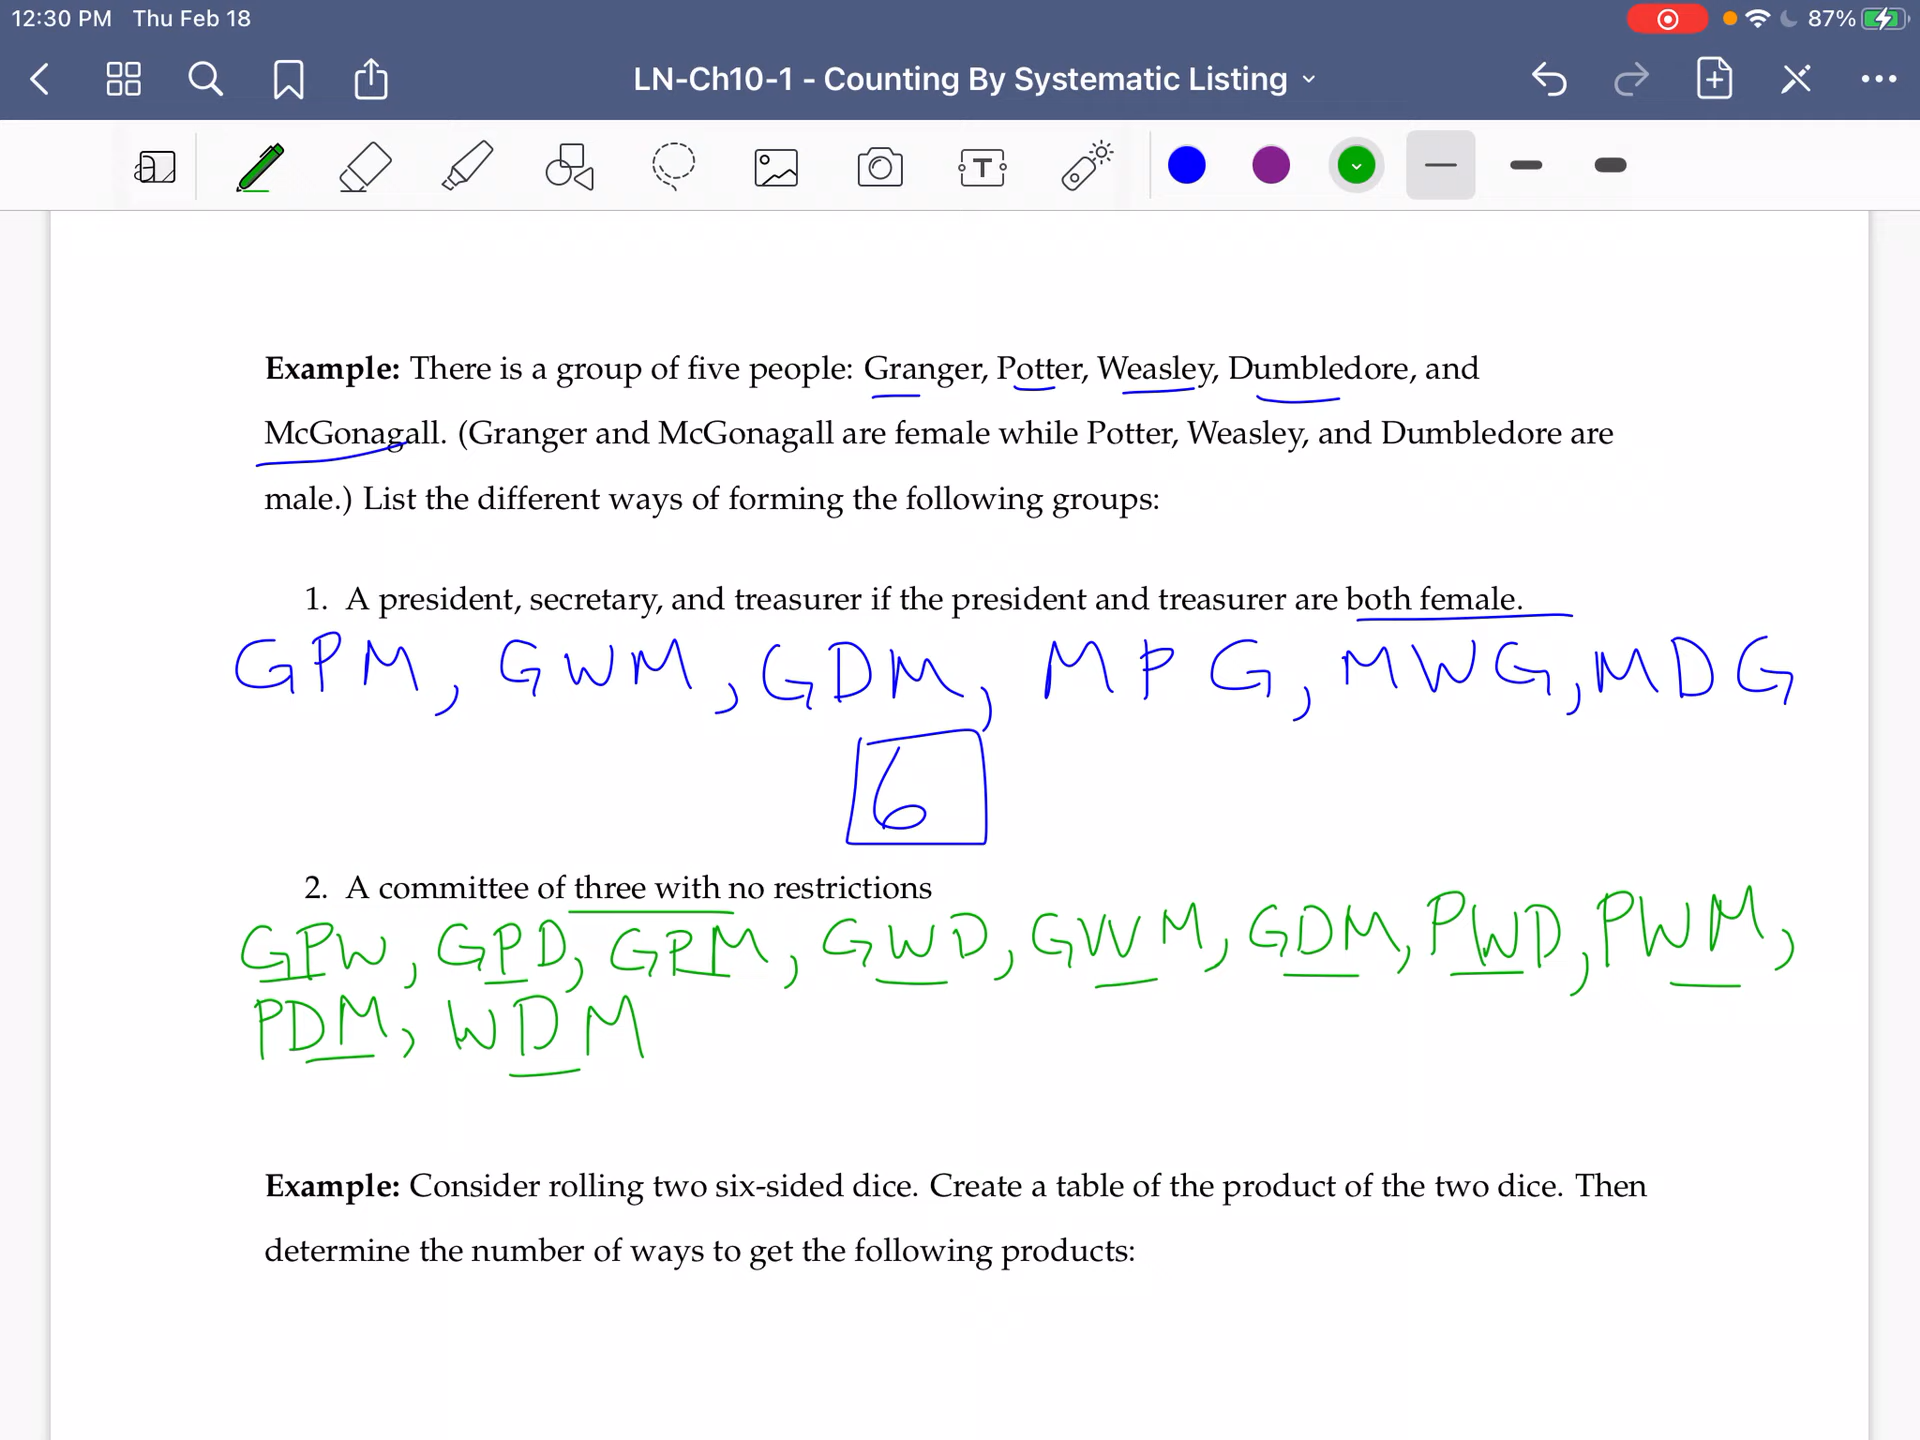 12:30 PM Thu Feb 18
87%
LN-Ch10-1 - Counting By Systematic Listing
Example: There is a group of five people: Granger, Potter, Weasley, Dumbledore, and
McGonagall. (Granger and McGonagall are female while Potter, Weasley, and Dumbledore are
male.) List the different ways of forming the following groups:
1. A president, secretary, and treasurer if the president and treasurer are both female.
GPM, GWM, GDM, MPG, MWG, MDG
6
2. A committee of three with no restrictions
GPW, GPD, GPM, GWD, GWM, GDM, PWD, PWM,
PDM, WDM
Example: Consider rolling two six-sided dice. Create a table of the product of the two dice. Then
determine the number of ways to get the following products: